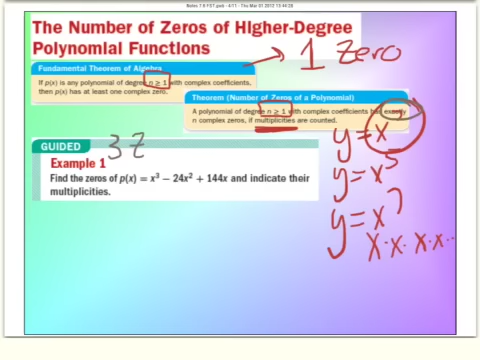 Notes 7.6 FST.gwb - 4/11 - Thu Mar 01 2012 13:44:28
The Number of Zeros of Higher-Degree
Polynomial Functions
→ 1 zero
Fundamental Theorem of Algebra
If p(x) is any polynomial of degree n ≥ 1 with complex coefficients,
then p(x) has at least one complex zero.
Theorem (Number of Zeros of a Polynomial)
A polynomial of degree n ≥ 1 with complex coefficients has exactly
n complex zeros, if multiplicities are counted.
y = x
GUIDED
3 Z
Example 1
Find the zeros of p(x) = x³ − 24x² + 144x and indicate their
multiplicities.
y = x⁵
y = x⁷
x·x·x·x···